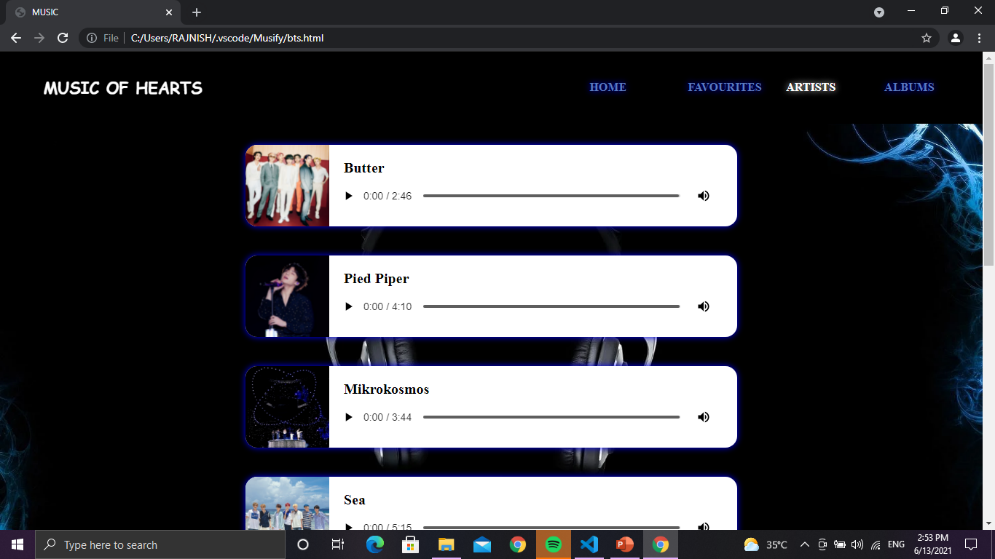 MUSIC
File
C:/Users/RAJNISH/.vscode/Musify/bts.html
MUSIC OF HEARTS
HOME
FAVOURITES
ARTISTS
ALBUMS
Butter
0:00 / 2:46
Pied Piper
0:00 / 4:10
Mikrokosmos
0:00 / 3:44
Sea
0:00 / 5:15
Type here to search
35°C
ENG
2:53 PM
6/13/2021